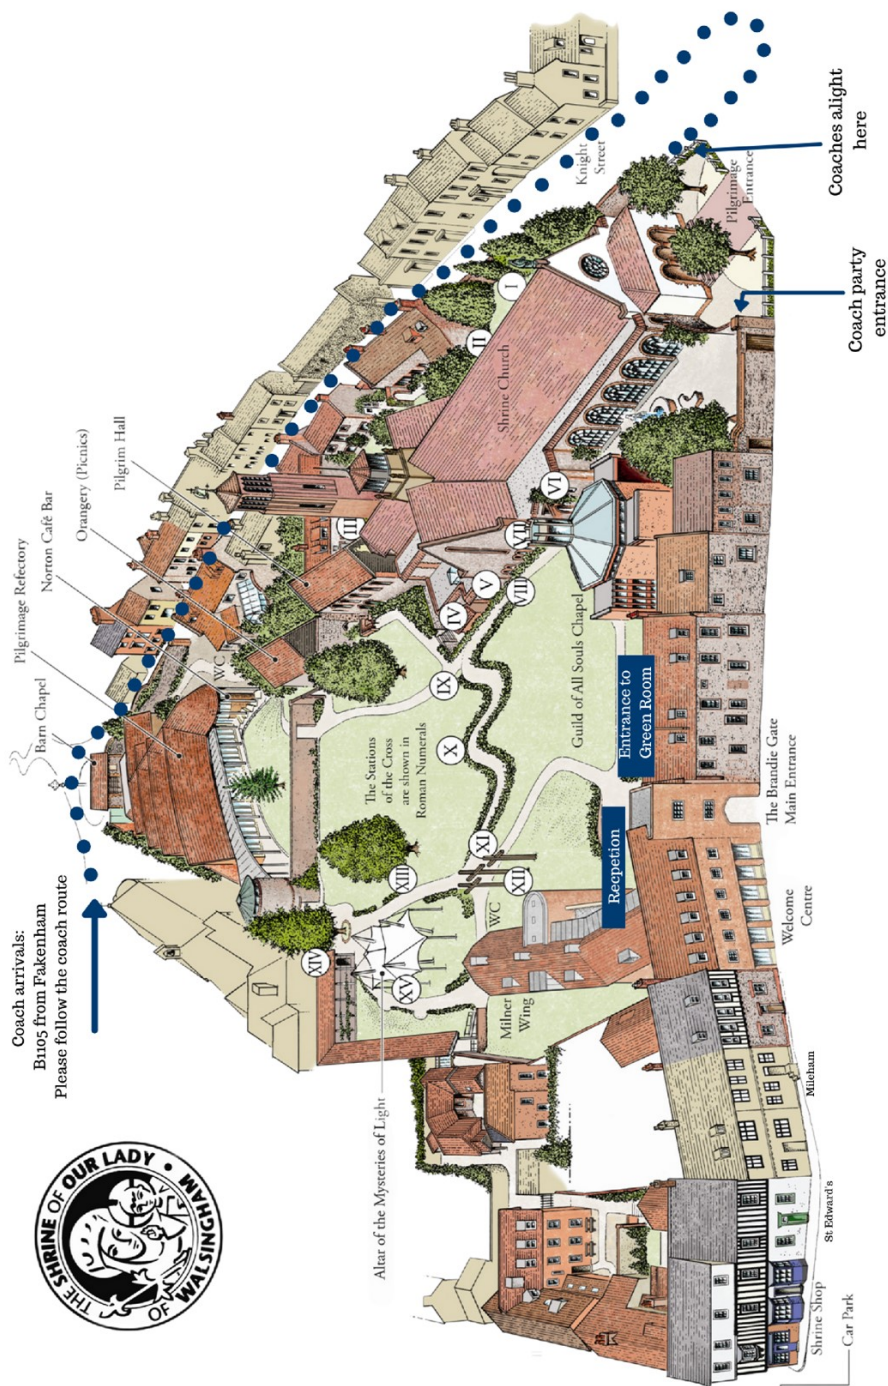 Coach arrivals:
B1105 from Fakenham
Please follow the coach route
THE SHRINE OF OUR LADY • OF WALSINGHAM
Barn Chapel
Pilgrimage Refectory
Norton Café Bar
Orangery (Picnics)
Pilgrim Hall
WC
Knight
Street
Coaches alight
here
Pilgrimage
Entrance
Coach party
entrance
Shrine Church
I
II
III
IV
V
VI
VII
VIII
IX
X
XI
XII
XIII
XIV
XV
The Stations
of the Cross
are shown in
Roman Numerals
Guild of All Souls Chapel
Entrance to
Green Room
The Brandie Gate
Main Entrance
Recpetion
WC
Welcome
Centre
Milner
Wing
Altar of the Mysteries of Light
Mileham
St Edward's
Shrine Shop
Car Park